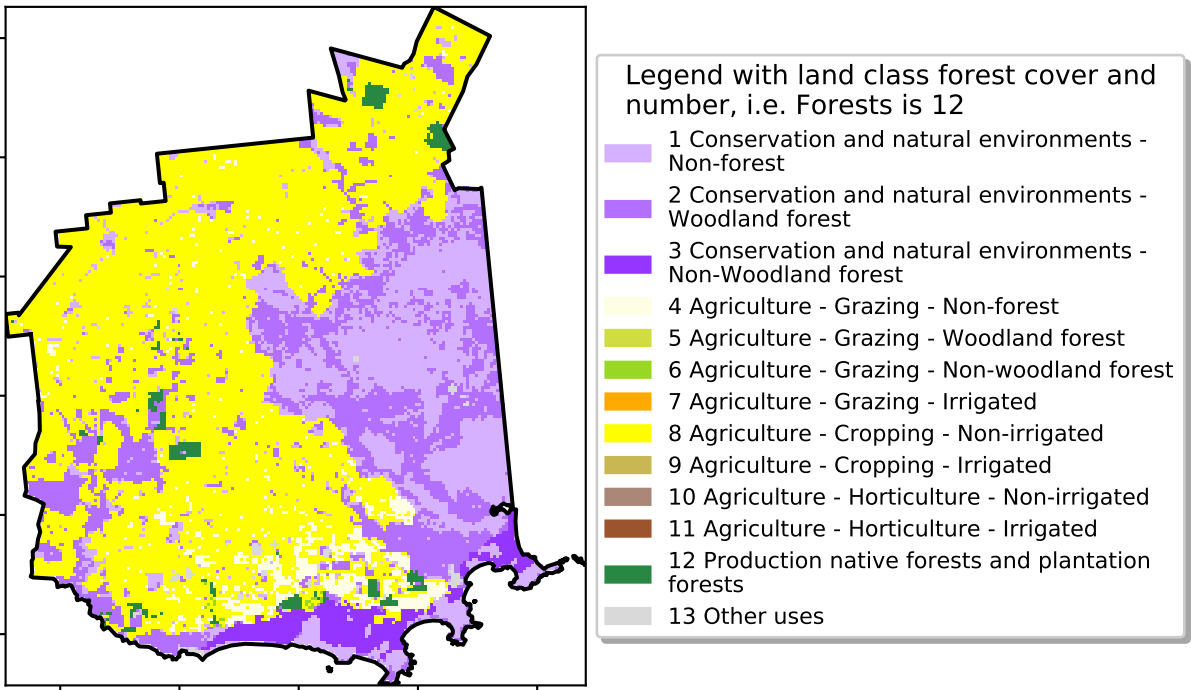 Legend with land class forest cover and
number, i.e. Forests is 12
1 Conservation and natural environments -
Non-forest
2 Conservation and natural environments -
Woodland forest
3 Conservation and natural environments -
Non-Woodland forest
4 Agriculture - Grazing - Non-forest
5 Agriculture - Grazing - Woodland forest
6 Agriculture - Grazing - Non-woodland forest
7 Agriculture - Grazing - Irrigated
8 Agriculture - Cropping - Non-irrigated
9 Agriculture - Cropping - Irrigated
10 Agriculture - Horticulture - Non-irrigated
11 Agriculture - Horticulture - Irrigated
12 Production native forests and plantation
forests
13 Other uses